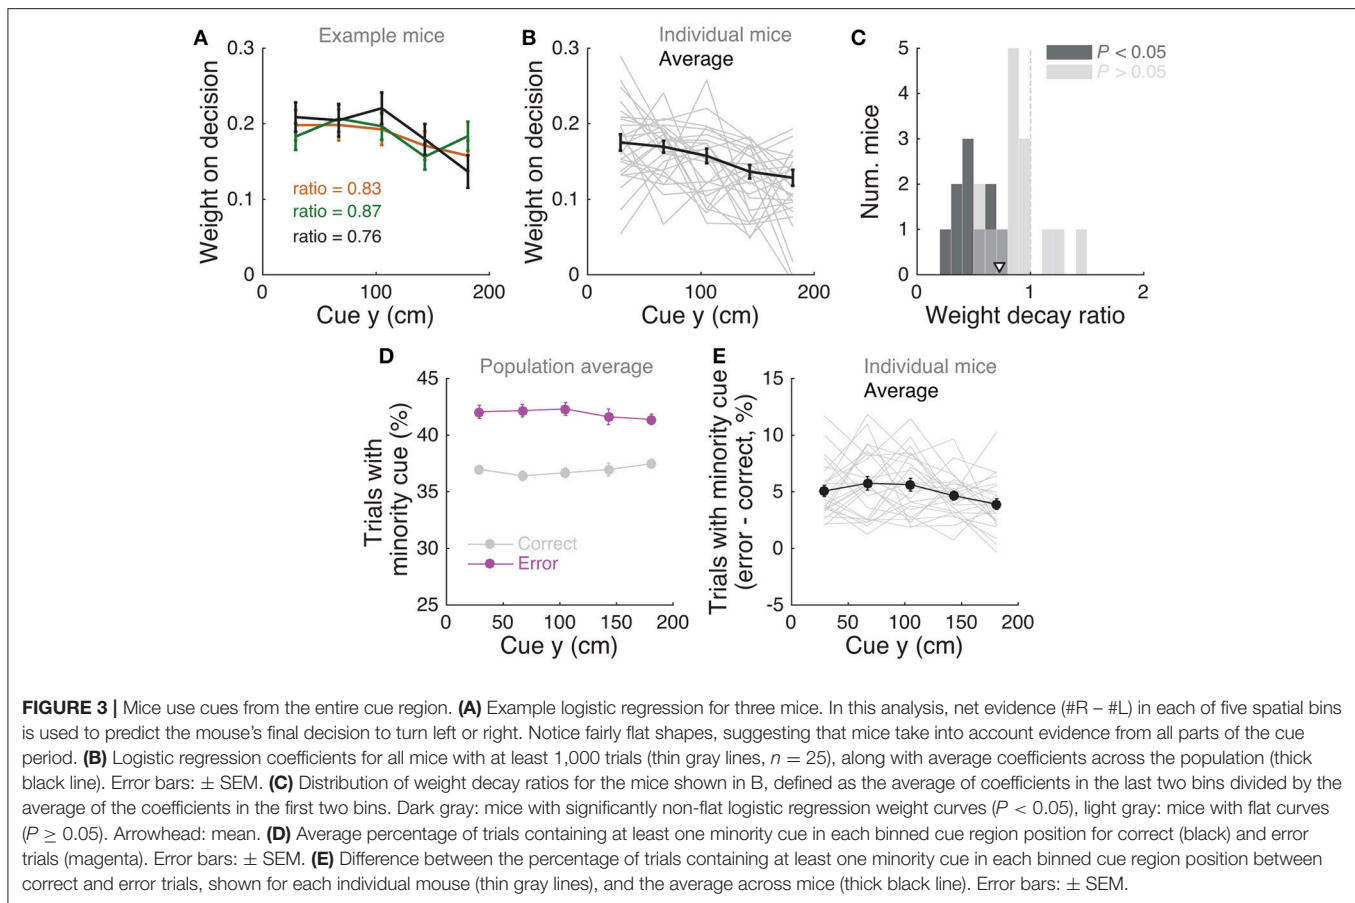 A
Example mice
0.3
0.2
0.1
0
Weight on decision
ratio = 0.83
ratio = 0.87
ratio = 0.76
0
100
200
Cue y (cm)
B
Individual mice
Average
0.3
0.2
0.1
0
Weight on decision
0
100
200
Cue y (cm)
C
P < 0.05
P > 0.05
5
4
3
2
1
0
Num. mice
0
1
2
Weight decay ratio
D
Population average
45
40
35
30
25
Trials with
minority cue (%)
Correct
Error
0
50
100
150
200
Cue y (cm)
E
Individual mice
Average
15
10
5
0
-5
Trials with minority cue
(error - correct, %)
0
50
100
150
200
Cue y (cm)
FIGURE 3 | Mice use cues from the entire cue region. (A) Example logistic regression for three mice. In this analysis, net evidence (#R – #L) in each of five spatial bins
is used to predict the mouse's final decision to turn left or right. Notice fairly flat shapes, suggesting that mice take into account evidence from all parts of the cue
period. (B) Logistic regression coefficients for all mice with at least 1,000 trials (thin gray lines, n = 25), along with average coefficients across the population (thick
black line). Error bars: ± SEM. (C) Distribution of weight decay ratios for the mice shown in B, defined as the average of coefficients in the last two bins divided by the
average of the coefficients in the first two bins. Dark gray: mice with significantly non-flat logistic regression weight curves (P < 0.05), light gray: mice with flat curves
(P ≥ 0.05). Arrowhead: mean. (D) Average percentage of trials containing at least one minority cue in each binned cue region position for correct (black) and error
trials (magenta). Error bars: ± SEM. (E) Difference between the percentage of trials containing at least one minority cue in each binned cue region position between
correct and error trials, shown for each individual mouse (thin gray lines), and the average across mice (thick black line). Error bars: ± SEM.